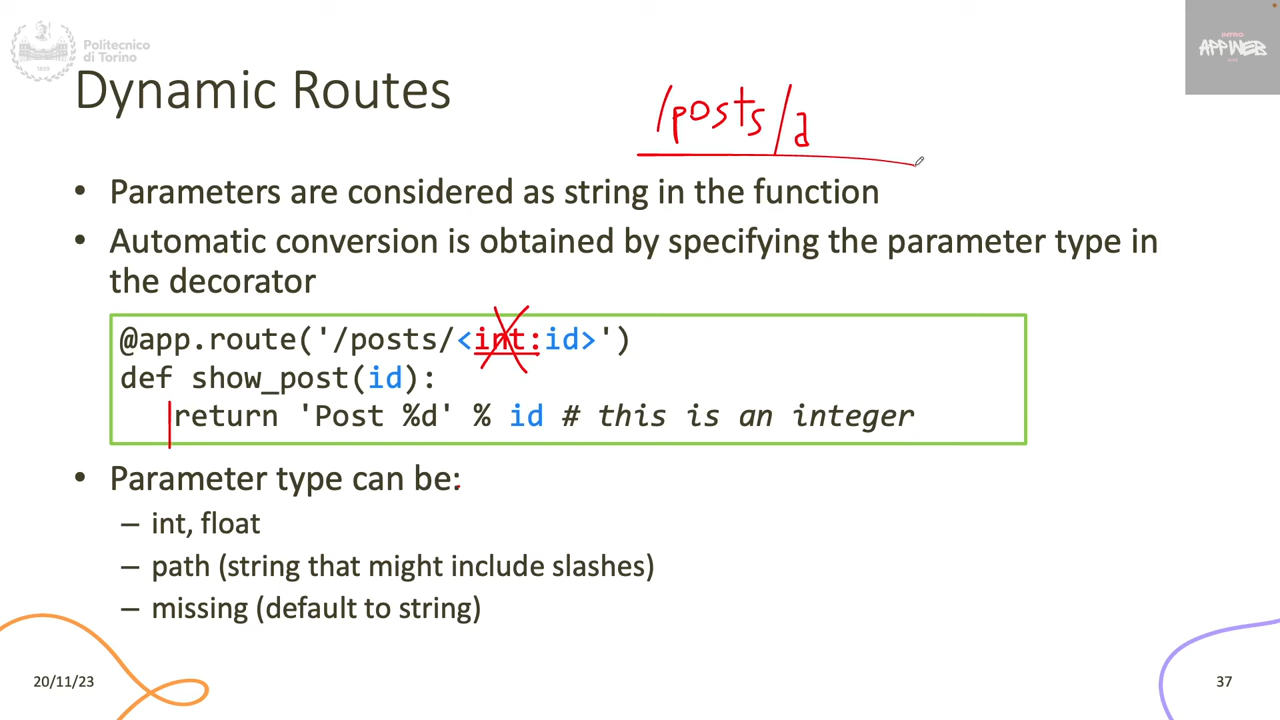 Politecnico
di Torino
1859
INTRO
APPWEB
Dynamic Routes
/posts/a
• Parameters are considered as string in the function
• Automatic conversion is obtained by specifying the parameter type in
the decorator
@app.route('/posts/<int:id>')
def show_post(id):
return 'Post %d' % id # this is an integer
• Parameter type can be:
– int, float
– path (string that might include slashes)
– missing (default to string)
20/11/23
37